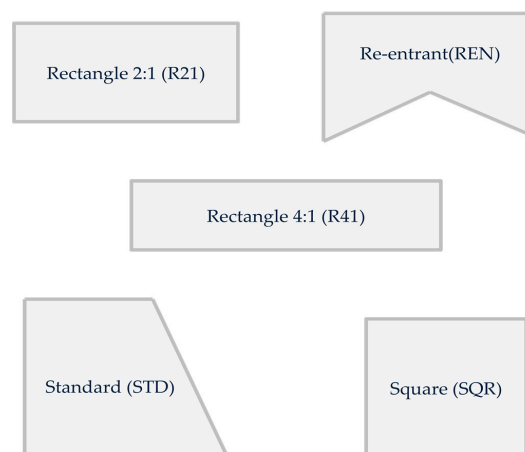 Rectangle 2:1 (R21)
Re-entrant(REN)
Rectangle 4:1 (R41)
Standard (STD)
Square (SQR)